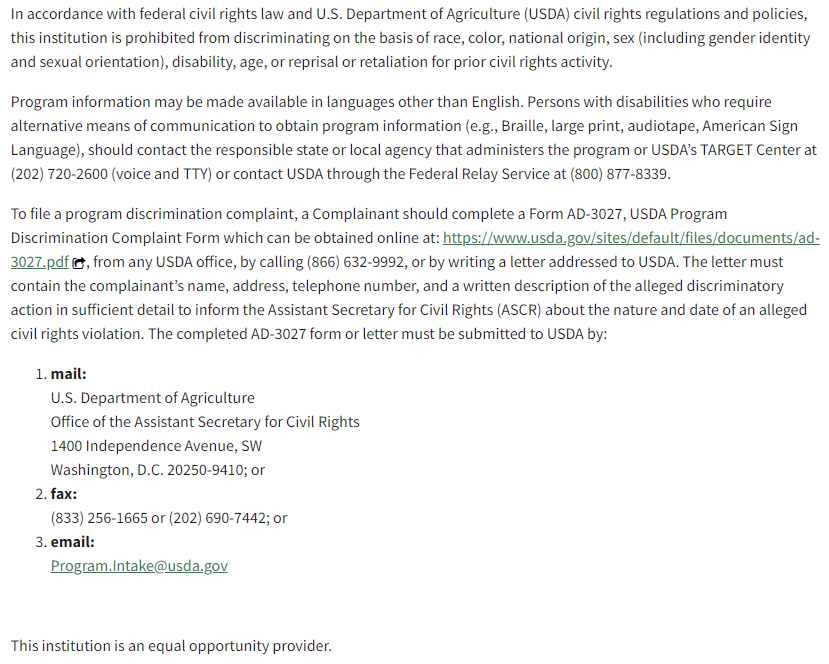 In accordance with federal civil rights law and U.S. Department of Agriculture (USDA) civil rights regulations and policies,
this institution is prohibited from discriminating on the basis of race, color, national origin, sex (including gender identity
and sexual orientation), disability, age, or reprisal or retaliation for prior civil rights activity.
Program information may be made available in languages other than English. Persons with disabilities who require
alternative means of communication to obtain program information (e.g., Braille, large print, audiotape, American Sign
Language), should contact the responsible state or local agency that administers the program or USDA’s TARGET Center at
(202) 720-2600 (voice and TTY) or contact USDA through the Federal Relay Service at (800) 877-8339.
To file a program discrimination complaint, a Complainant should complete a Form AD-3027, USDA Program
Discrimination Complaint Form which can be obtained online at: https://www.usda.gov/sites/default/files/documents/ad-
3027.pdf, from any USDA office, by calling (866) 632-9992, or by writing a letter addressed to USDA. The letter must
contain the complainant’s name, address, telephone number, and a written description of the alleged discriminatory
action in sufficient detail to inform the Assistant Secretary for Civil Rights (ASCR) about the nature and date of an alleged
civil rights violation. The completed AD-3027 form or letter must be submitted to USDA by:
1. mail:
U.S. Department of Agriculture
Office of the Assistant Secretary for Civil Rights
1400 Independence Avenue, SW
Washington, D.C. 20250-9410; or
2. fax:
(833) 256-1665 or (202) 690-7442; or
3. email:
Program.Intake@usda.gov
This institution is an equal opportunity provider.